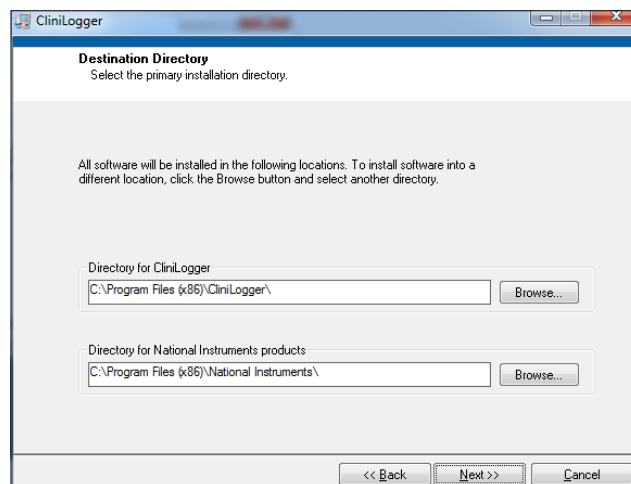 CliniLogger
Destination Directory
Select the primary installation directory.
All software will be installed in the following locations. To install software into a
different location, click the Browse button and select another directory.
Directory for CliniLogger
C:\Program Files (x86)\CliniLogger\
Browse...
Directory for National Instruments products
C:\Program Files (x86)\National Instruments\
Browse...
<< Back
Next >>
Cancel